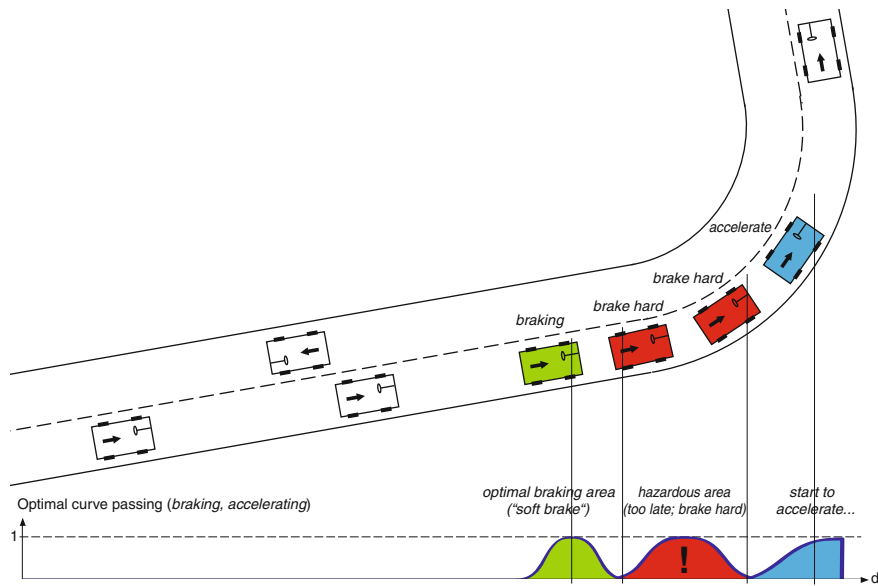 accelerate
brake hard
brake hard
braking
Optimal curve passing (braking, accelerating)
optimal braking area
("soft brake“)
hazardous area
(too late; brake hard)
start to
accelerate...
1
!
d